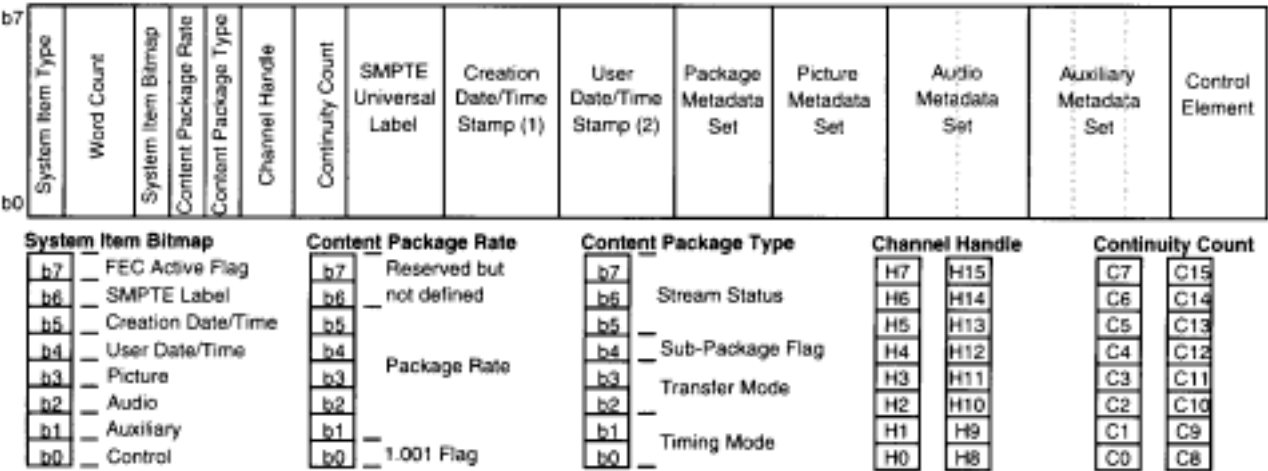 b7
b0
System Item Type
Word Count
System Item Bitmap
Content Package Rate
Content Package Type
Channel Handle
Continuity Count
SMPTE
Universal
Label
Creation
Date/Time
Stamp (1)
User
Date/Time
Stamp (2)
Package
Metadata
Set
Picture
Metadata
Set
Audio
Metadata
Set
Auxiliary
Metadata
Set
Control
Element
System Item Bitmap
b7 FEC Active Flag
b6 SMPTE Label
b5 Creation Date/Time
b4 User Date/Time
b3 Picture
b2 Audio
b1 Auxiliary
b0 Control
Content Package Rate
b7 Reserved but
b6 not defined
b5
b4
Package Rate
b3
b2
b1
b0 1.001 Flag
Content Package Type
b7
b6 Stream Status
b5
b4 Sub-Package Flag
b3
Transfer Mode
b2
b1
Timing Mode
b0
Channel Handle
H7 H15
H6 H14
H5 H13
H4 H12
H3 H11
H2 H10
H1 H9
H0 H8
Continuity Count
C7 C15
C6 C14
C5 C13
C4 C12
C3 C11
C2 C10
C1 C9
C0 C8